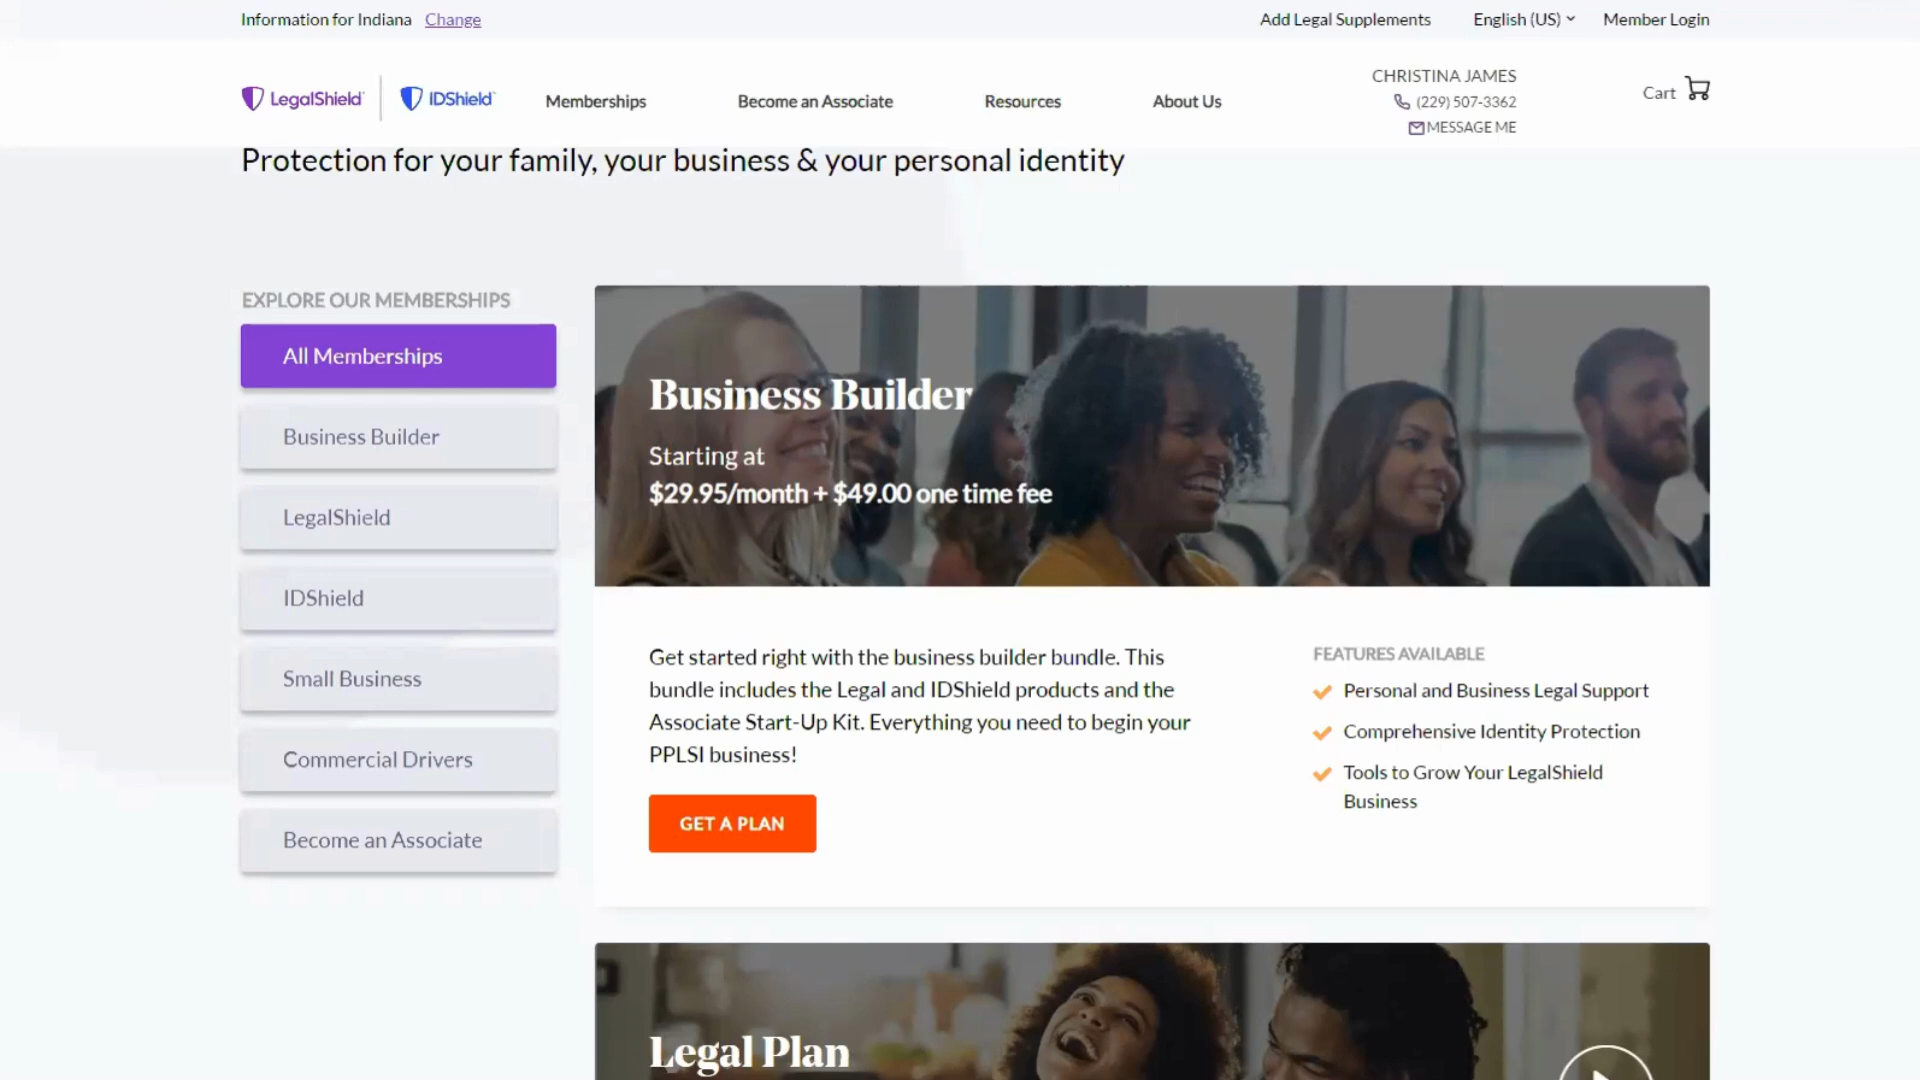 Information for Indiana Change
Add Legal Supplements English (US) Member Login
LegalShield IDShield Memberships Become an Associate Resources About Us
CHRISTINA JAMES
(229) 507-3362
MESSAGE ME
Cart
Protection for your family, your business & your personal identity
EXPLORE OUR MEMBERSHIPS
All Memberships
Business Builder
LegalShield
IDShield
Small Business
Commercial Drivers
Become an Associate
Business Builder
Starting at
$29.95/month + $49.00 one time fee
Get started right with the business builder bundle. This
bundle includes the Legal and IDShield products and the
Associate Start-Up Kit. Everything you need to begin your
PPLSI business!
GET A PLAN
FEATURES AVAILABLE
Personal and Business Legal Support
Comprehensive Identity Protection
Tools to Grow Your LegalShield
Business
Legal Plan